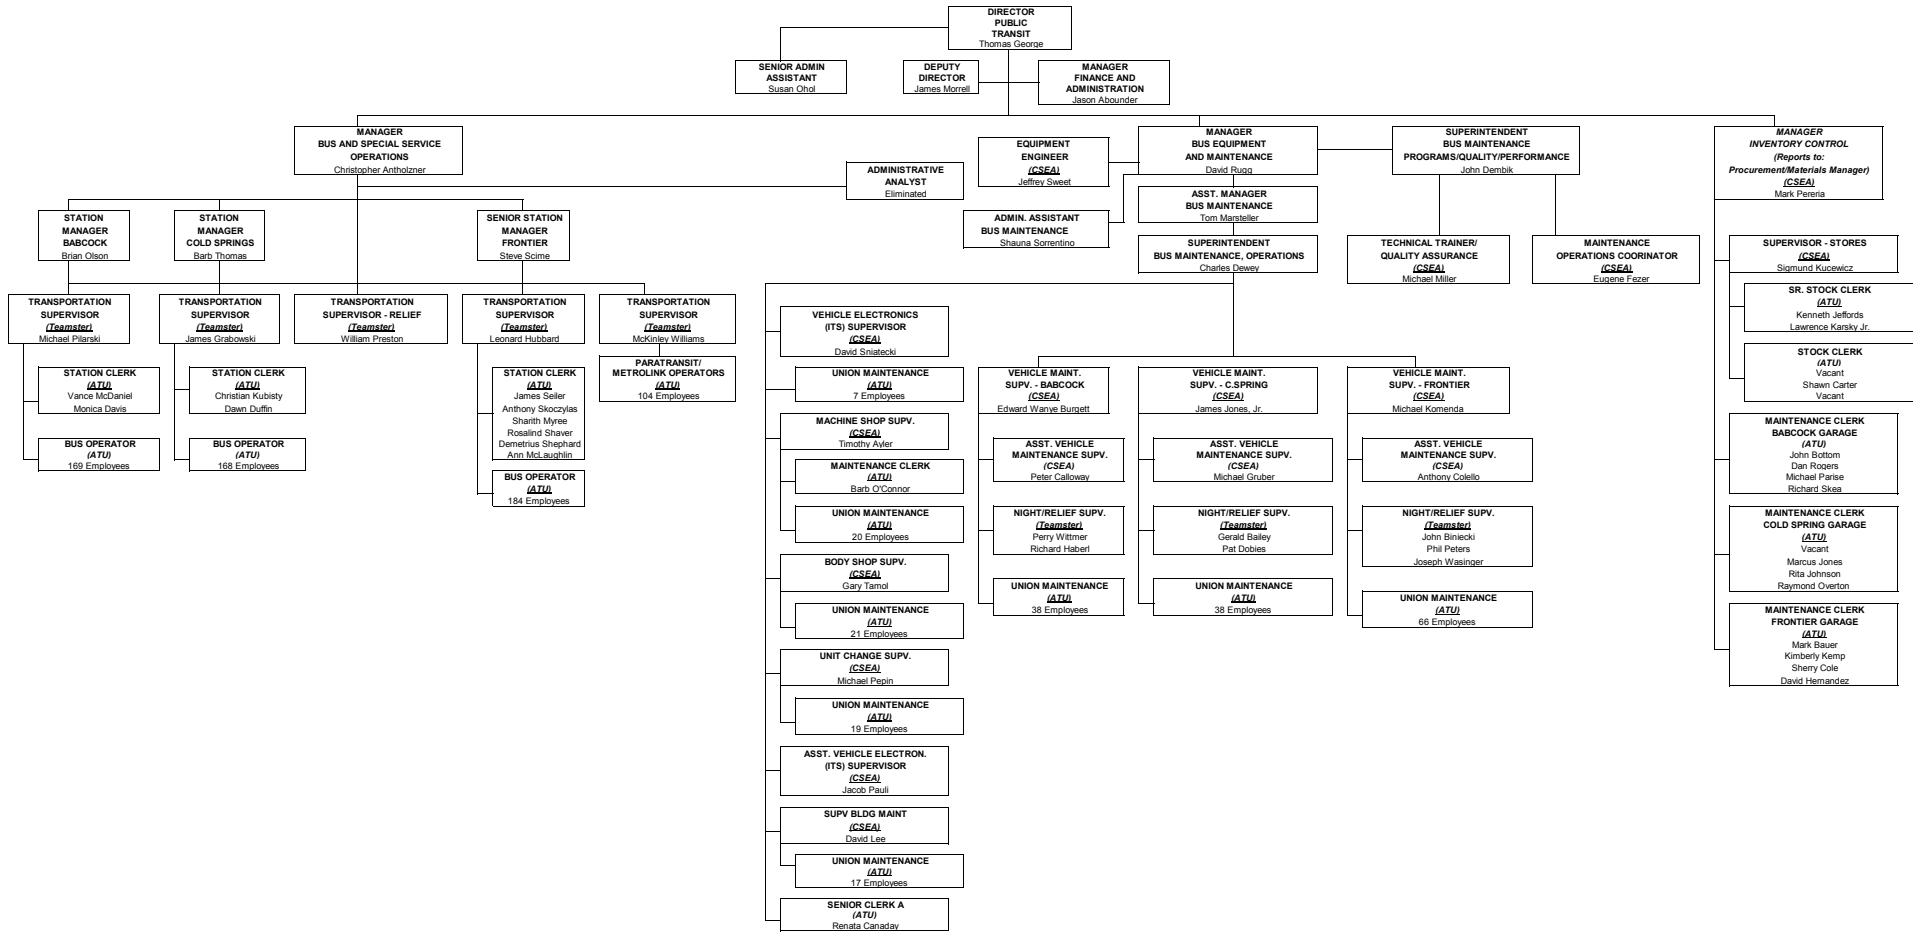 DIRECTOR
PUBLIC
TRANSIT
Thomas George
SENIOR ADMIN
ASSISTANT
Susan Ohol
DEPUTY
DIRECTOR
James Morrell
MANAGER
FINANCE AND
ADMINISTRATION
Jason Abounder
MANAGER
BUS AND SPECIAL SERVICE
OPERATIONS
Christopher Antholzner
ADMINISTRATIVE
ANALYST
Eliminated
STATION
MANAGER
BABCOCK
Brian Olson
STATION
MANAGER
COLD SPRINGS
Barb Thomas
SENIOR STATION
MANAGER
FRONTIER
Steve Scime
TRANSPORTATION
SUPERVISOR
(Teamster)
Michael Pilarski
TRANSPORTATION
SUPERVISOR
(Teamster)
James Grabowski
TRANSPORTATION
SUPERVISOR - RELIEF
(Teamster)
William Preston
TRANSPORTATION
SUPERVISOR
(Teamster)
Leonard Hubbard
TRANSPORTATION
SUPERVISOR
(Teamster)
McKinley Williams
STATION CLERK
(ATU)
Vance McDaniel
Monica Davis
BUS OPERATOR
(ATU)
169 Employees
STATION CLERK
(ATU)
Christian Kubisty
Dawn Duffin
BUS OPERATOR
(ATU)
168 Employees
STATION CLERK
(ATU)
James Seiler
Anthony Skoczylas
Sharith Myree
Rosalind Shaver
Demetrius Shephard
Ann McLaughlin
BUS OPERATOR
(ATU)
184 Employees
PARATRANSIT/
METROLINK OPERATORS
(ATU)
104 Employees
EQUIPMENT
ENGINEER
(CSEA)
Jeffrey Sweet
MANAGER
BUS EQUIPMENT
AND MAINTENANCE
David Rugg
ADMIN. ASSISTANT
BUS MAINTENANCE
Shauna Sorrentino
ASST. MANAGER
BUS MAINTENANCE
Tom Marsteller
SUPERINTENDENT
BUS MAINTENANCE, OPERATIONS
Charles Dewey
SUPERINTENDENT
BUS MAINTENANCE
PROGRAMS/QUALITY/PERFORMANCE
John Dembik
TECHNICAL TRAINER/
QUALITY ASSURANCE
(CSEA)
Michael Miller
MAINTENANCE
OPERATIONS COORINATOR
(CSEA)
Eugene Fezer
VEHICLE ELECTRONICS
(ITS) SUPERVISOR
(CSEA)
David Sniatecki
UNION MAINTENANCE
(ATU)
7 Employees
MACHINE SHOP SUPV.
(CSEA)
Timothy Ayler
MAINTENANCE CLERK
(ATU)
Barb O'Connor
UNION MAINTENANCE
(ATU)
20 Employees
BODY SHOP SUPV.
(CSEA)
Gary Tamol
UNION MAINTENANCE
(ATU)
21 Employees
UNIT CHANGE SUPV.
(CSEA)
Michael Pepin
UNION MAINTENANCE
(ATU)
19 Employees
ASST. VEHICLE ELECTRON.
(ITS) SUPERVISOR
(CSEA)
Jacob Pauli
SUPV BLDG MAINT
(CSEA)
David Lee
UNION MAINTENANCE
(ATU)
17 Employees
SENIOR CLERK A
(ATU)
Renata Canaday
VEHICLE MAINT.
SUPV. - BABCOCK
(CSEA)
Edward Wanye Burgett
ASST. VEHICLE
MAINTENANCE SUPV.
(CSEA)
Peter Calloway
NIGHT/RELIEF SUPV.
(Teamster)
Perry Wittmer
Richard Haberl
UNION MAINTENANCE
(ATU)
38 Employees
VEHICLE MAINT.
SUPV. - C.SPRING
(CSEA)
James Jones, Jr.
ASST. VEHICLE
MAINTENANCE SUPV.
(CSEA)
Michael Gruber
NIGHT/RELIEF SUPV.
(Teamster)
Gerald Bailey
Pat Dobies
UNION MAINTENANCE
(ATU)
38 Employees
VEHICLE MAINT.
SUPV. - FRONTIER
(CSEA)
Michael Komenda
ASST. VEHICLE
MAINTENANCE SUPV.
(CSEA)
Anthony Colello
NIGHT/RELIEF SUPV.
(Teamster)
John Biniecki
Phil Peters
Joseph Wasinger
UNION MAINTENANCE
(ATU)
66 Employees
MANAGER
INVENTORY CONTROL
(Reports to:
Procurement/Materials Manager)
(CSEA)
Mark Pereria
SUPERVISOR - STORES
(CSEA)
Sigmund Kucewicz
SR. STOCK CLERK
(ATU)
Kenneth Jeffords
Lawrence Karsky Jr.
STOCK CLERK
(ATU)
Vacant
Shawn Carter
Vacant
MAINTENANCE CLERK
BABCOCK GARAGE
(ATU)
John Bottom
Dan Rogers
Michael Parise
Richard Skea
MAINTENANCE CLERK
COLD SPRING GARAGE
(ATU)
Vacant
Marcus Jones
Rita Johnson
Raymond Overton
MAINTENANCE CLERK
FRONTIER GARAGE
(ATU)
Mark Bauer
Kimberly Kemp
Sherry Cole
David Hernandez